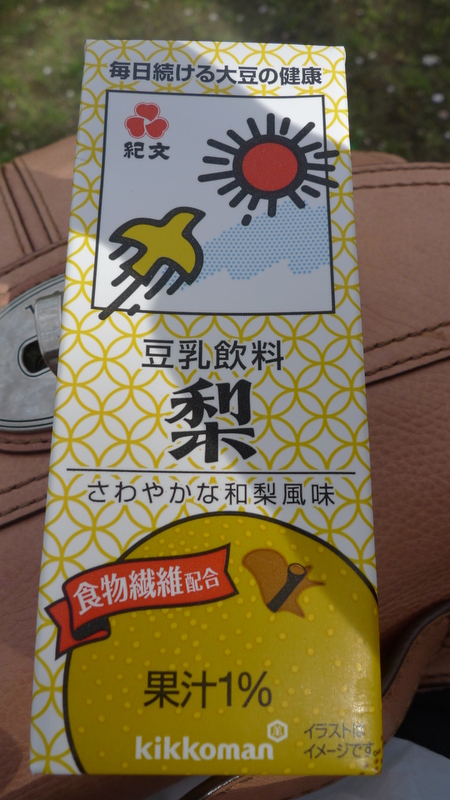 毎日続ける大豆の健康
紀文
豆乳飲料
梨
さわやかな和梨風味
食物繊維配合
果汁1%
kikkoman
イラストは
イメージです。